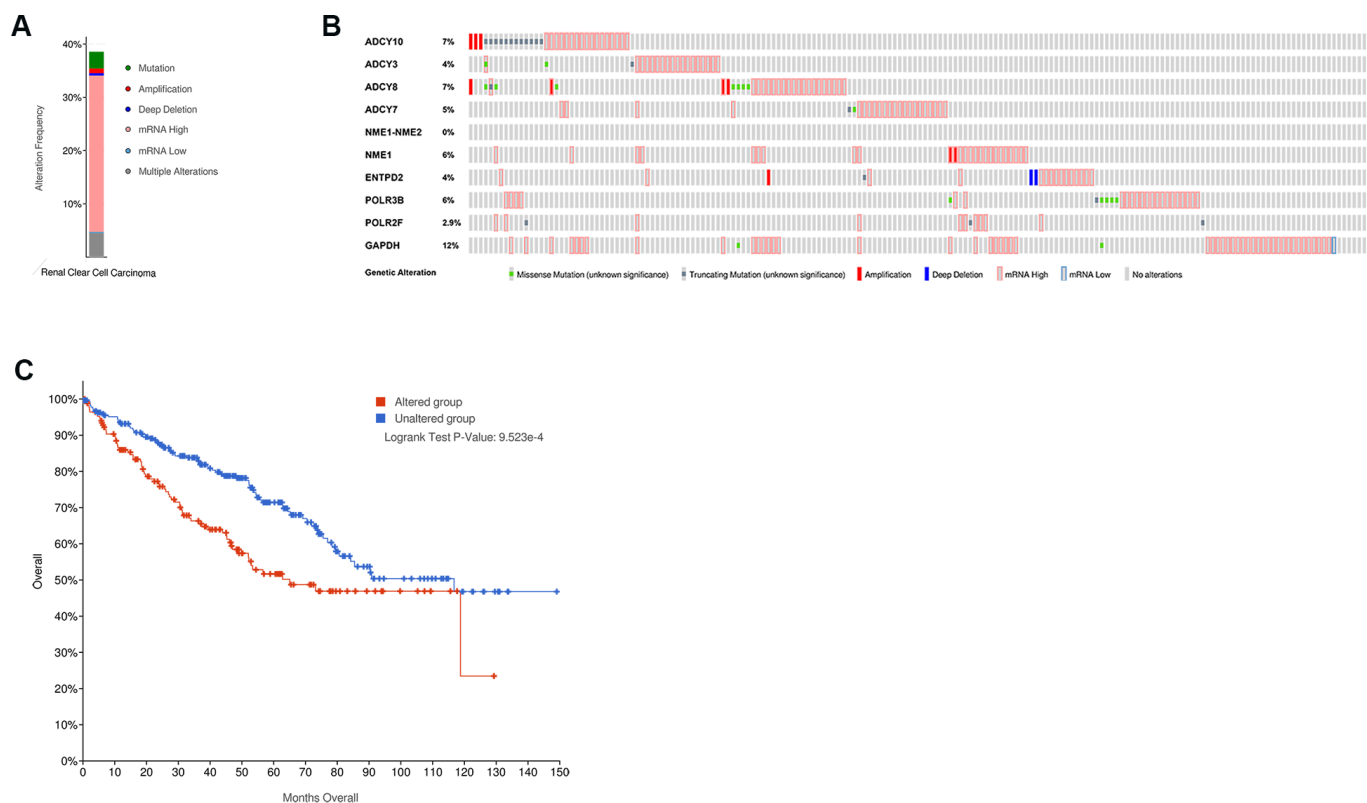 A
40%
30%
20%
10%
Alteration Frequency
Renal Clear Cell Carcinoma
Mutation
Amplification
Deep Deletion
mRNA High
mRNA Low
Multiple Alterations
B
ADCY10 7%
ADCY3 4%
ADCY8 7%
ADCY7 5%
NME1-NME2 0%
NME1 6%
ENTPD2 4%
POLR3B 6%
POLR2F 2.9%
GAPDH 12%
Genetic Alteration Missense Mutation (unknown significance) Truncating Mutation (unknown significance) Amplification Deep Deletion mRNA High mRNA Low No alterations
C
Altered group
Unaltered group
Logrank Test P-Value: 9.523e-4
100%
90%
80%
70%
60%
50%
40%
30%
20%
10%
0%
Overall
0 10 20 30 40 50 60 70 80 90 100 110 120 130 140 150
Months Overall